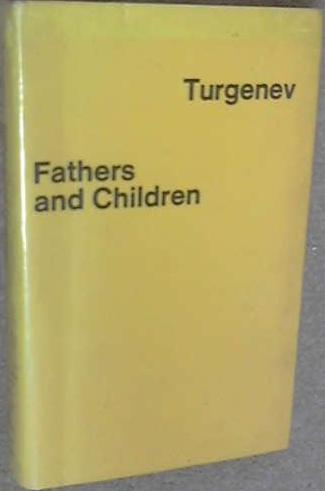 Turgenev
Fathers
and Children